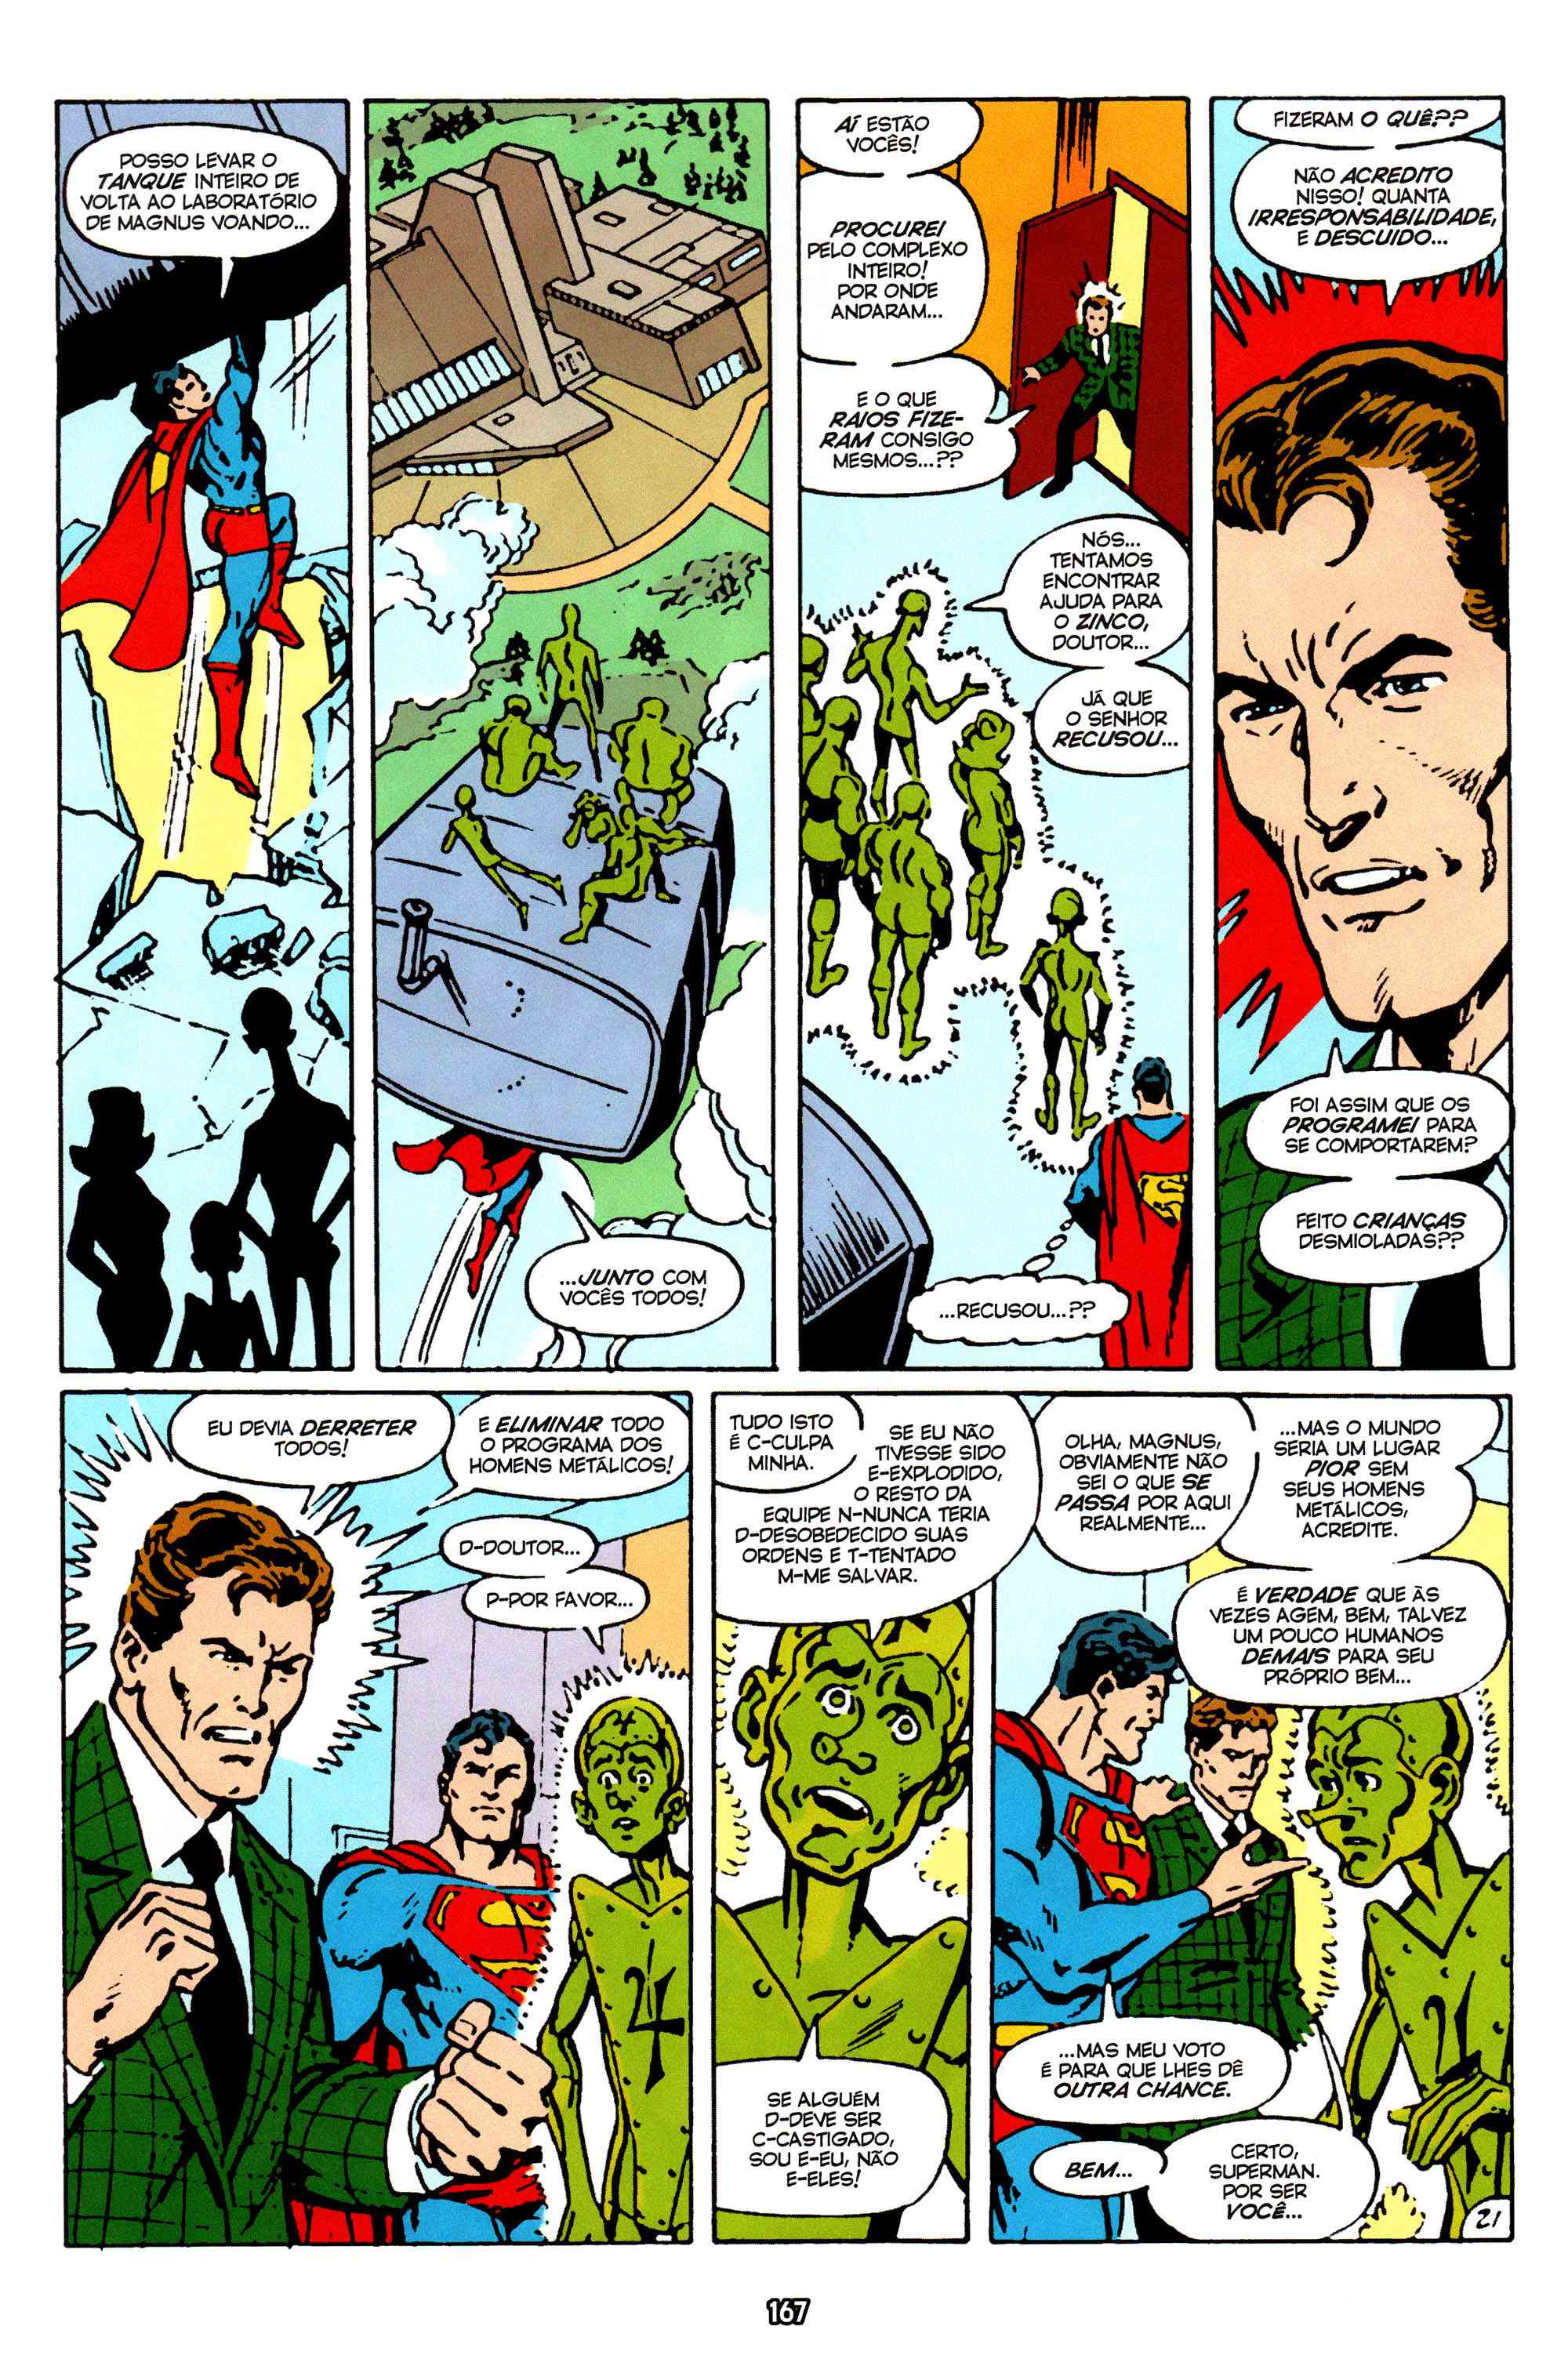 POSSO LEVAR O
TANQUE INTEIRO DE
VOLTA AO LABORATÓRIO
DE MAGNUS VOANDO...
...JUNTO COM
VOCÊS TODOS!
AÍ ESTÃO
VOCÊS!
PROCUREI
PELO COMPLEXO
INTEIRO!
POR ONDE
ANDARAM...
E O QUE
RAIOS FIZE-
RAM CONSIGO
MESMOS...??
NÓS...
TENTAMOS
ENCONTRAR
AJUDA PARA
O ZINCO,
DOUTOR...
JÁ QUE
O SENHOR
RECUSOU...
...RECUSOU...??
FIZERAM O QUÊ??
NÃO ACREDITO
NISSO! QUANTA
IRRESPONSABILIDADE,
E DESCUIDO...
FOI ASSIM QUE OS
PROGRAMEI PARA
SE COMPORTAREM?
FEITO CRIANÇAS
DESMIOLADAS??
EU DEVIA DERRETER
TODOS!
E ELIMINAR TODO
O PROGRAMA DOS
HOMENS METÁLICOS!
D-DOUTOR...
P-POR FAVOR...
TUDO ISTO
É C-CULPA
MINHA.
SE EU NÃO
TIVESSE SIDO
E-EXPLODIDO,
O RESTO DA
EQUIPE N-NUNCA TERIA
D-DESOBEDECIDO SUAS
ORDENS E T-TENTADO
M-ME SALVAR.
SE ALGUÉM
D-DEVE SER
C-CASTIGADO,
SOU E-EU, NÃO
E-ELES!
OLHA, MAGNUS,
OBVIAMENTE NÃO
SEI O QUE SE
PASSA POR AQUI
REALMENTE...
...MAS O MUNDO
SERIA UM LUGAR
PIOR SEM
SEUS HOMENS
METÁLICOS,
ACREDITE.
É VERDADE QUE ÀS
VEZES AGEM, BEM, TALVEZ
UM POUCO HUMANOS
DEMAIS PARA SEU
PRÓPRIO BEM...
...MAS MEU VOTO
É PARA QUE LHES DÊ
OUTRA CHANCE.
BEM...
CERTO,
SUPERMAN.
POR SER
VOCÊ...
21
167